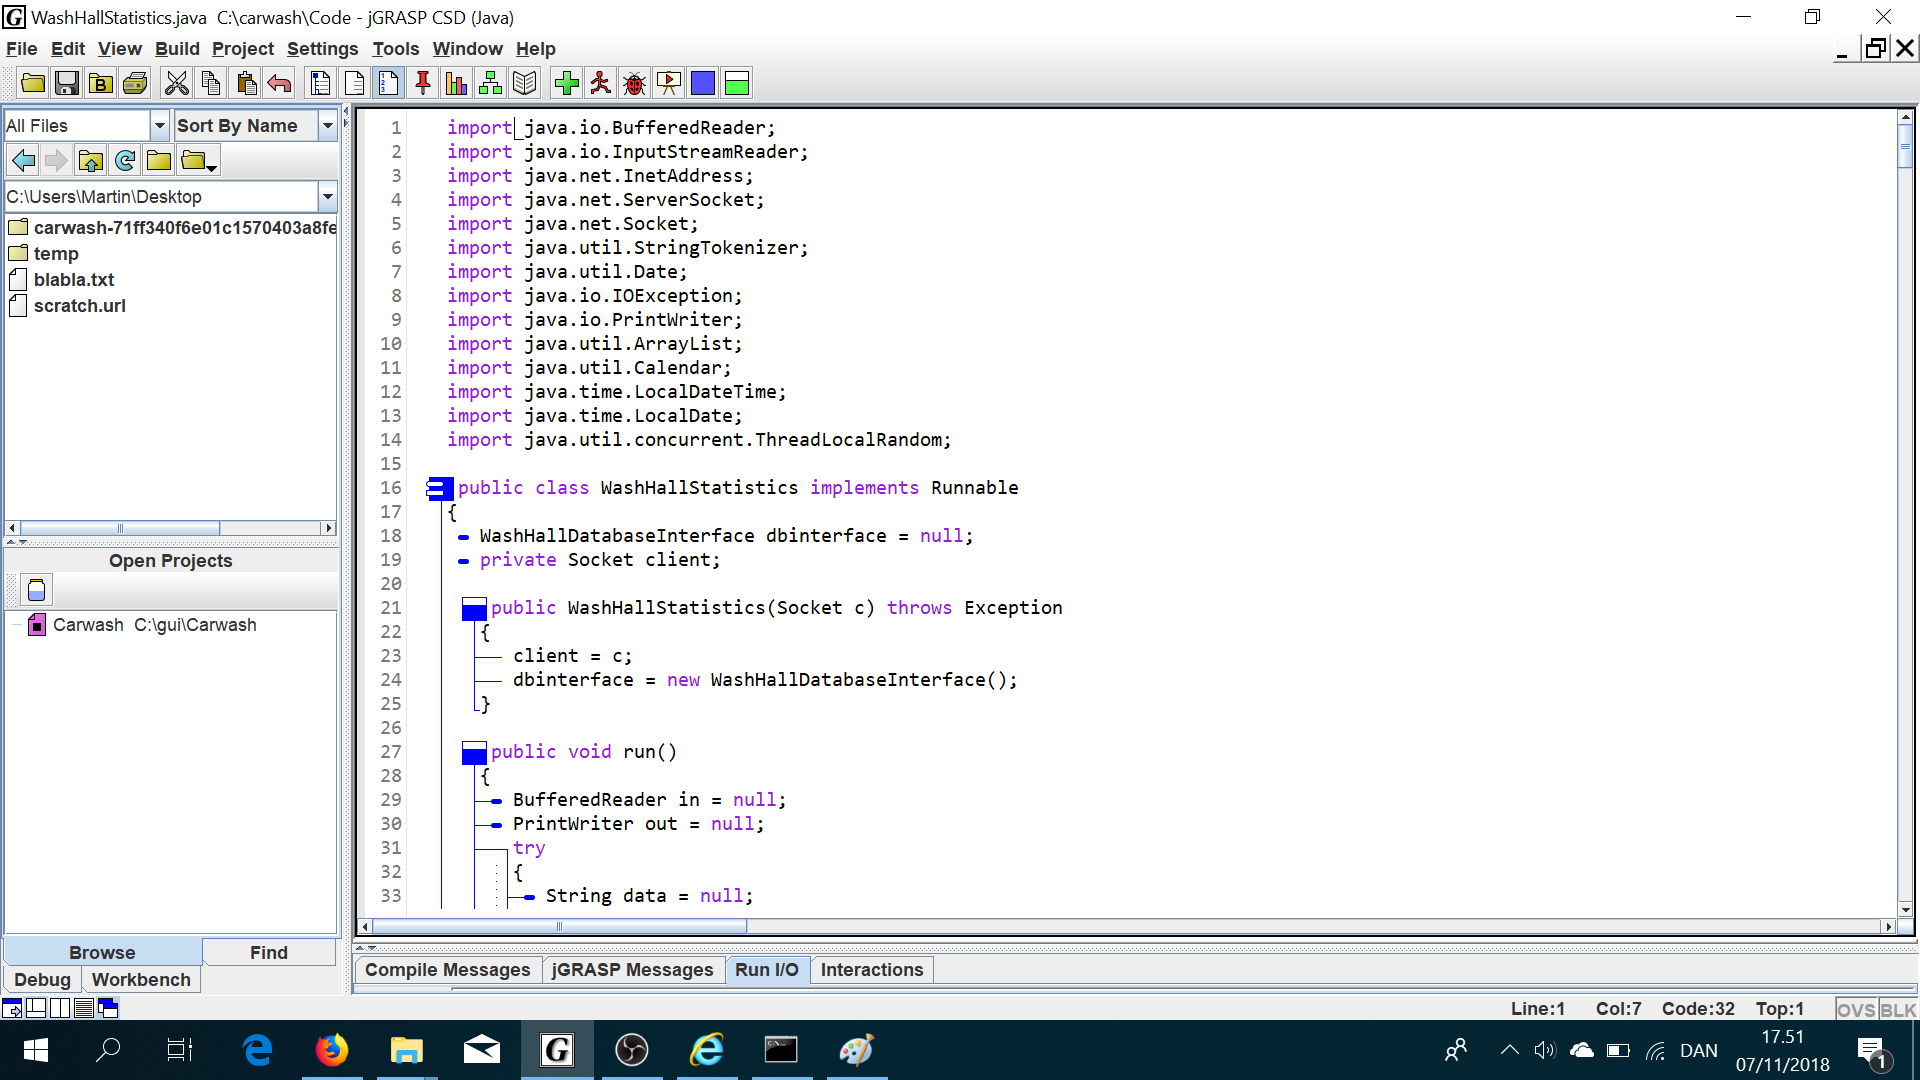 WashHallStatistics.java  C:\carwash\Code - jGRASP CSD (Java)
File Edit View Build Project Settings Tools Window Help
All Files
Sort By Name
C:\Users\Martin\Desktop
carwash-71ff340f6e01c1570403a8fe
temp
blabla.txt
scratch.url
Open Projects
Carwash  C:\gui\Carwash
Browse
Find
Debug
Workbench
1 import java.io.BufferedReader;
2 import java.io.InputStreamReader;
3 import java.net.InetAddress;
4 import java.net.ServerSocket;
5 import java.net.Socket;
6 import java.util.StringTokenizer;
7 import java.util.Date;
8 import java.io.IOException;
9 import java.io.PrintWriter;
10 import java.util.ArrayList;
11 import java.util.Calendar;
12 import java.time.LocalDateTime;
13 import java.time.LocalDate;
14 import java.util.concurrent.ThreadLocalRandom;
15
16 public class WashHallStatistics implements Runnable
17 {
18 WashHallDatabaseInterface dbinterface = null;
19 private Socket client;
20
21 public WashHallStatistics(Socket c) throws Exception
22 {
23 client = c;
24 dbinterface = new WashHallDatabaseInterface();
25 }
26
27 public void run()
28 {
29 BufferedReader in = null;
30 PrintWriter out = null;
31 try
32 {
33 String data = null;
Compile Messages
jGRASP Messages
Run I/O
Interactions
Line:1 Col:7 Code:32 Top:1 OVS BLK
DAN
17.51
07/11/2018
1